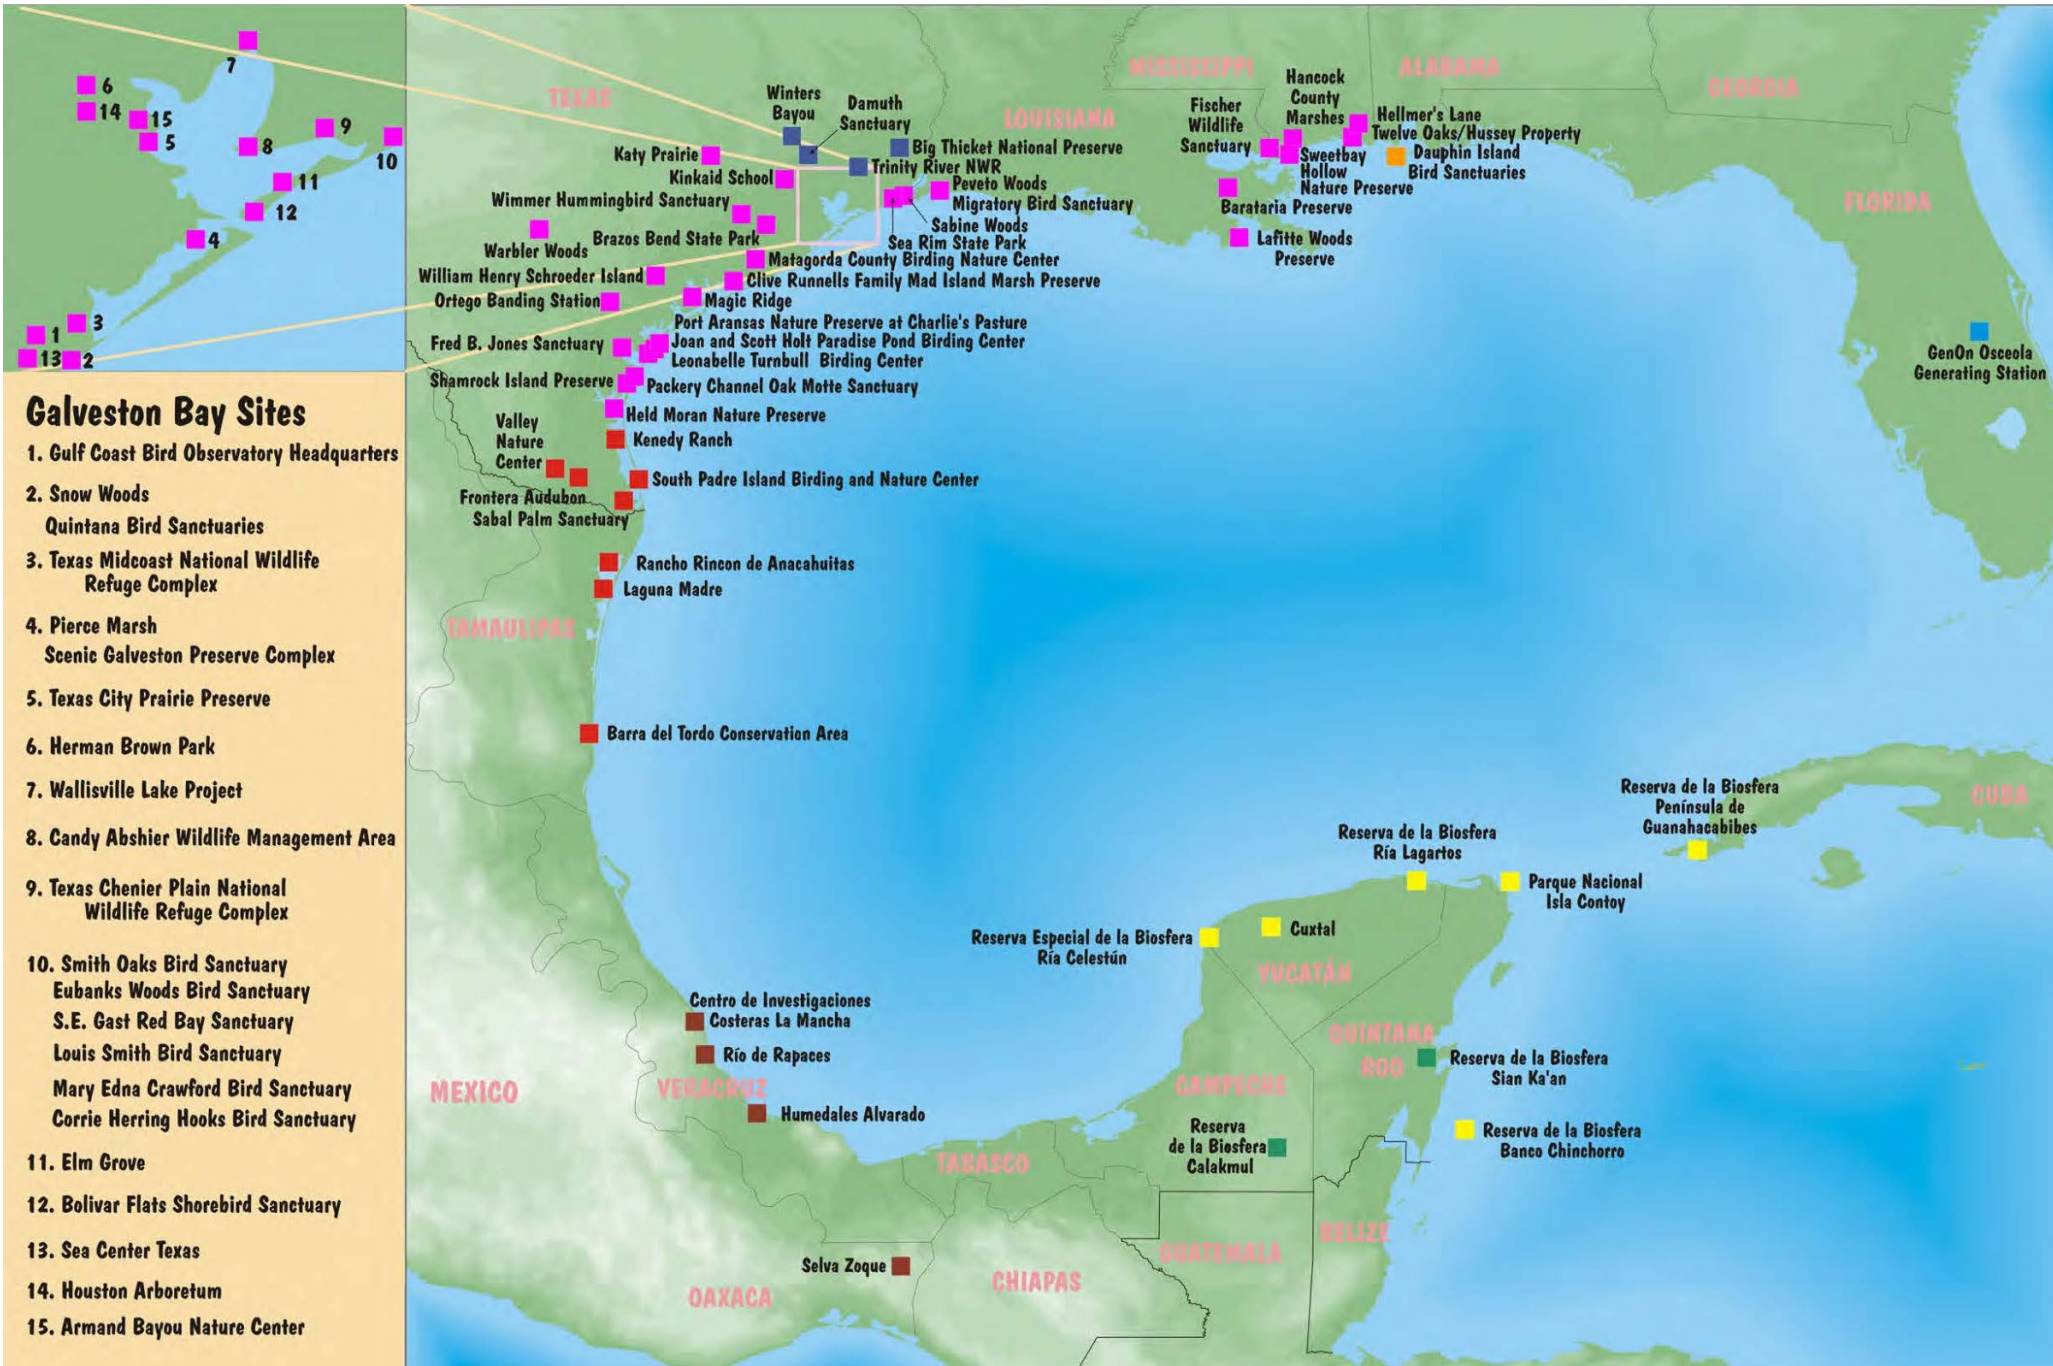 7
6
14
15
5
8
9
10
11
12
4
3
1
13
2
Galveston Bay Sites
1. Gulf Coast Bird Observatory Headquarters
2. Snow Woods
Quintana Bird Sanctuaries
3. Texas Midcoast National Wildlife
Refuge Complex
4. Pierce Marsh
Scenic Galveston Preserve Complex
5. Texas City Prairie Preserve
6. Herman Brown Park
7. Wallisville Lake Project
8. Candy Abshier Wildlife Management Area
9. Texas Chenier Plain National
Wildlife Refuge Complex
10. Smith Oaks Bird Sanctuary
Eubanks Woods Bird Sanctuary
S.E. Gast Red Bay Sanctuary
Louis Smith Bird Sanctuary
Mary Edna Crawford Bird Sanctuary
Corrie Herring Hooks Bird Sanctuary
11. Elm Grove
12. Bolivar Flats Shorebird Sanctuary
13. Sea Center Texas
14. Houston Arboretum
15. Armand Bayou Nature Center
TEXAS
LOUISIANA
MISSISSIPPI
ALABAMA
GEORGIA
FLORIDA
Winters
Bayou
Damuth
Sanctuary
Big Thicket National Preserve
Katy Prairie
Trinity River NWR
Kinkaid School
Peveto Woods
Migratory Bird Sanctuary
Wimmer Hummingbird Sanctuary
Sabine Woods
Brazos Bend State Park
Sea Rim State Park
Warbler Woods
Matagorda County Birding Nature Center
William Henry Schroeder Island
Clive Runnells Family Mad Island Marsh Preserve
Ortego Banding Station
Magic Ridge
Port Aransas Nature Preserve at Charlie's Pasture
Fred B. Jones Sanctuary
Joan and Scott Holt Paradise Pond Birding Center
Leonabelle Turnbull Birding Center
Shamrock Island Preserve
Packery Channel Oak Motte Sanctuary
Held Moran Nature Preserve
Valley
Nature
Center
Kenedy Ranch
South Padre Island Birding and Nature Center
Frontera Audubon
Sabal Palm Sanctuary
Rancho Rincon de Anacahuitas
Laguna Madre
TAMAULIPAS
Barra del Tordo Conservation Area
Fischer
Wildlife
Sanctuary
Hancock
County
Marshes
Hellmer's Lane
Twelve Oaks/Hussey Property
Sweetbay
Hollow
Nature Preserve
Dauphin Island
Bird Sanctuaries
Barataria Preserve
Lafitte Woods
Preserve
GenOn Osceola
Generating Station
CUBA
Reserva de la Biosfera
Península de
Guanahacabibes
Reserva de la Biosfera
Ría Lagartos
Parque Nacional
Isla Contoy
Reserva Especial de la Biosfera
Ría Celestún
Cuxtal
YUCATÁN
Centro de Investigaciones
Costeras La Mancha
Río de Rapaces
MEXICO
VERACRUZ
Humedales Alvarado
QUINTANA
ROO
Reserva de la Biosfera
Sian Ka'an
CAMPECHE
Reserva
de la Biosfera
Calakmul
Reserva de la Biosfera
Banco Chinchorro
TABASCO
BELIZE
GUATEMALA
Selva Zoque
CHIAPAS
OAXACA